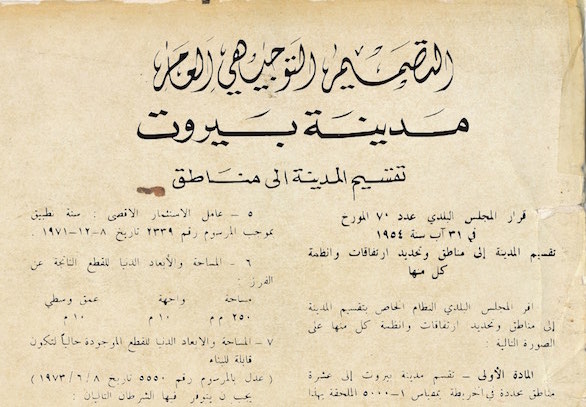 التصميم التوجيهي العام
مدينة بيروت
تقسيم المدينة الى مناطق
قرار المجلس البلدي عدد ٧٠ المؤرخ
في ٣١ آب سنة ١٩٥٤
تقسيم المدينة إلى مناطق وتحديد ارتفاقات وانظمة
كل منها
اقر المجلس البلدي النظام الخاص بتقسيم المدينة
إلى مناطق وتحديد ارتفاقات وانظمة كل منها على
الصورة التالية :
المادة الأولى – تقسم مدينة بيروت إلى عشرة
مناطق محددة في الخريطة بمقياس ١–٥٠٠٠ الملحقة بهذا
٥ – عامل الاستثمار الاقصى : سنة تطبيق
بموجب المرسوم رقم ٢٣٣٩ تاريخ ٨–١٢–١٩٧١
٦ – المساحة والأبعاد الدنيا للقطع الناتجة عن
الفرز :
مساحة واجهة عمق وسطي
٢٥٠ م م ١٠ م ١٠ م
٧ – المساحة والابعاد الدنيا للقطع الموجودة حالياً لتكون
قابلة للبناء
( عدل بالمرسوم رقم ٥٥٥٠ تاريخ ٨ / ٦ / ١٩٧٣ )
يجب ان يتوفر فيها الشرطان التاليان :